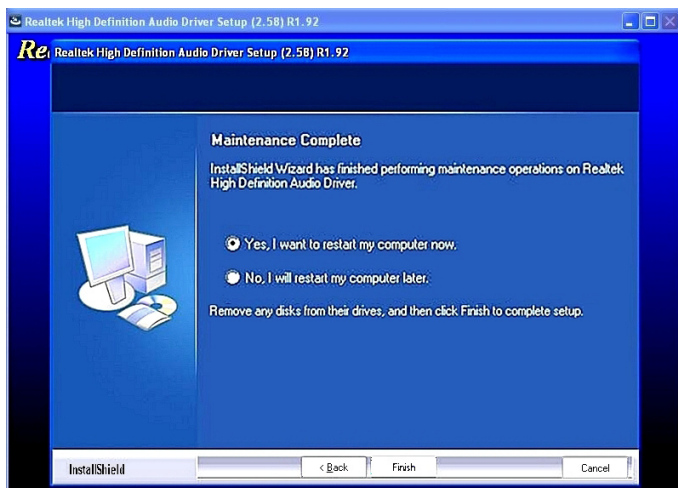 Realtek High Definition Audio Driver Setup (2.58) R1.92
Re
Realtek High Definition Audio Driver Setup (2.58) R1.92
Maintenance Complete
InstallShield Wizard has finished performing maintenance operations on Realtek
High Definition Audio Driver.
Yes, I want to restart my computer now.
No, I will restart my computer later.
Remove any disks from their drives, and then click Finish to complete setup.
InstallShield
< Back
Finish
Cancel